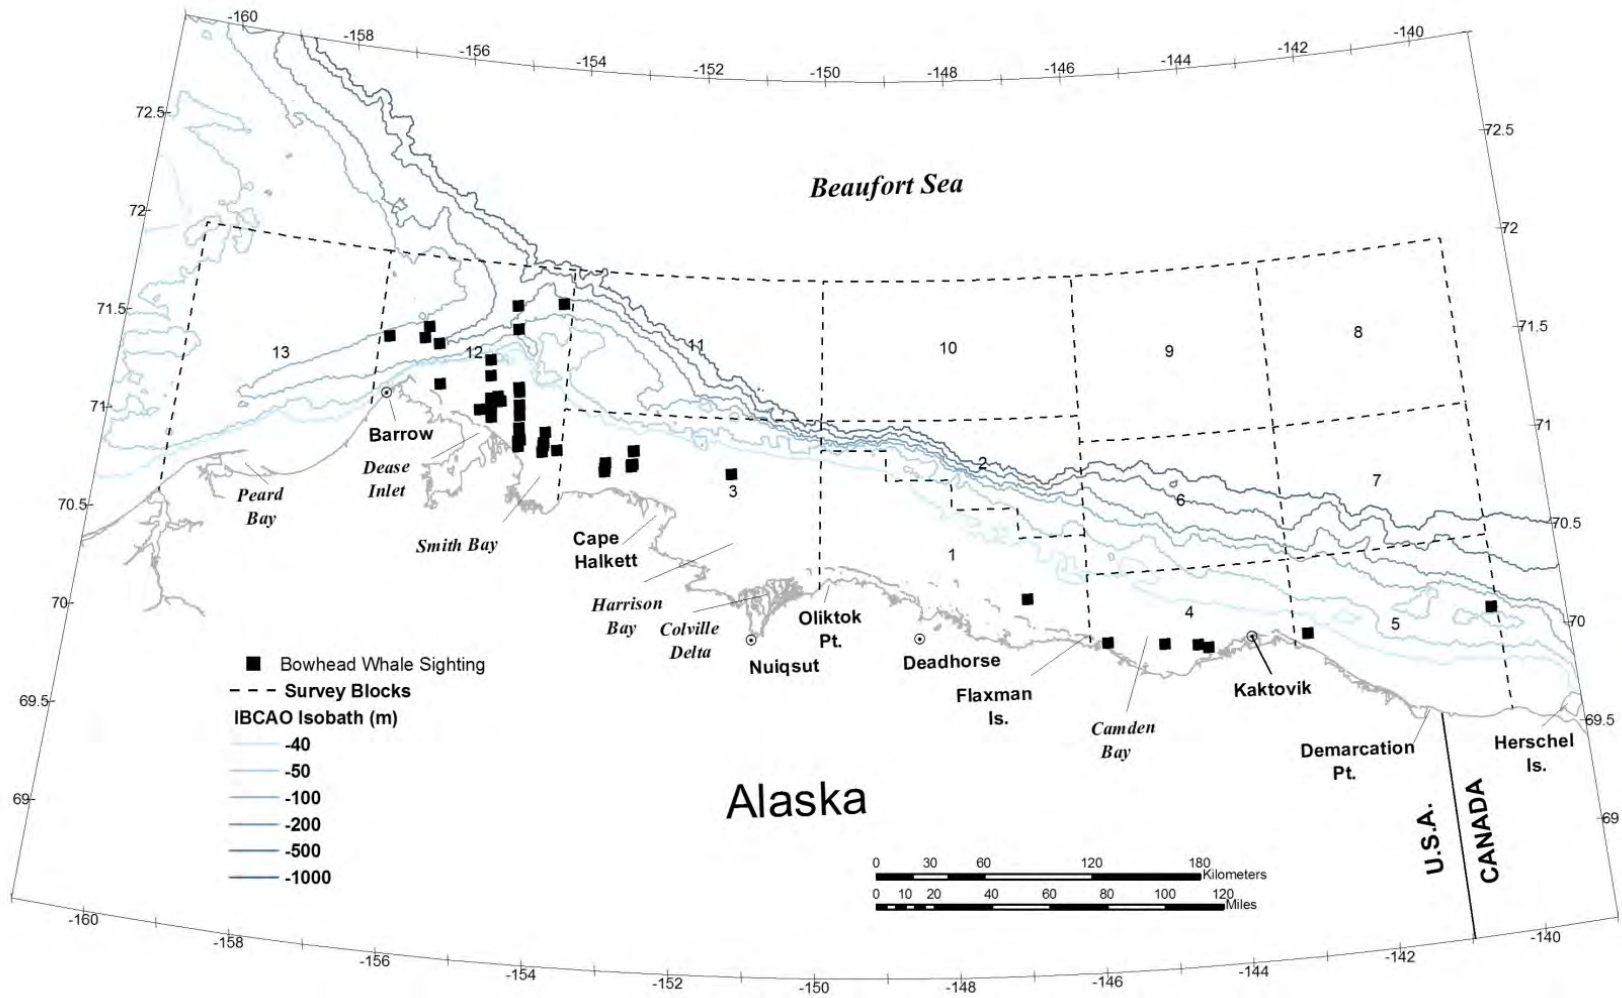 -160
-158
-156
-154
-152
-150
-148
-146
-144
-142
-140
72.5
72.5
Beaufort Sea
72
72
71.5
71.5
13
12
11
10
9
8
71
71
Barrow
Dease
Inlet
Peard
Bay
Smith Bay
3
2
6
7
70.5
70.5
Cape
Halkett
1
Harrison
Bay
Colville
Delta
Oliktok
Pt.
4
5
70
70
Nuiqsut
Deadhorse
Flaxman
Is.
Kaktovik
Camden
Bay
Demarcation
Pt.
Herschel
Is.
69.5
69.5
Bowhead Whale Sighting
Survey Blocks
IBCAO Isobath (m)
-40
-50
-100
-200
-500
-1000
Alaska
U.S.A.
CANADA
69
69
0 30 60 120 180
Kilometers
0 10 20 40 60 80 100 120
Miles
-160
-158
-156
-154
-152
-150
-148
-146
-144
-142
-140